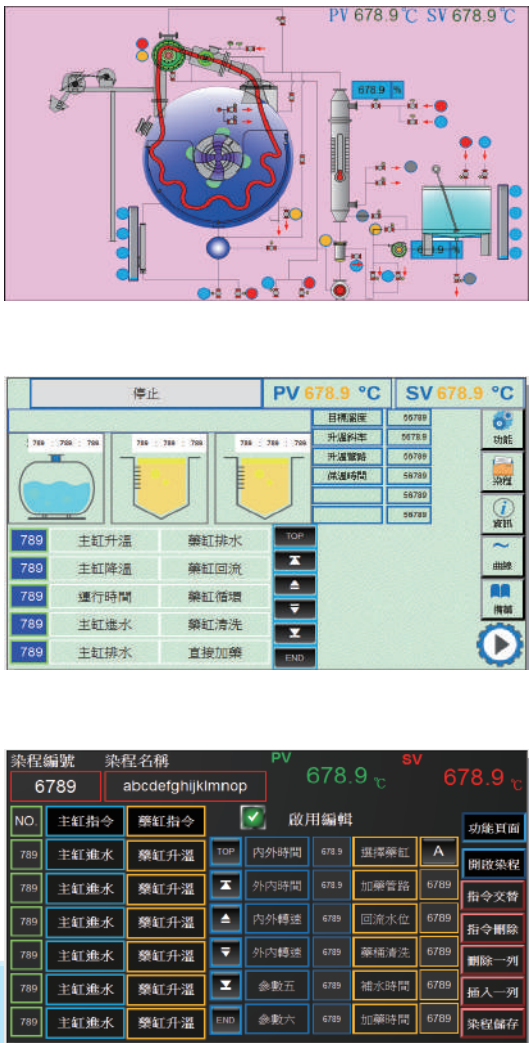 PV 678.9℃ SV 678.9℃
678.9 %
停止 PV 678.9 °C SV 678.9 °C
目標溫度 56789
789 : 789 : 789 789 : 789 : 789 789 : 789 : 789 升溫斜率 5678.9 功能
升溫管路 56789
保溫時間 56789 染程
56789
56789 資訊
789 主缸升溫 藥缸排水 TOP
789 主缸降溫 藥缸回流 曲線
789 運行時間 藥缸循環 備藥
789 主缸進水 藥缸清洗
789 主缸排水 直接加藥 END
染程編號 染程名稱 PV 678.9 ℃ SV 678.9 ℃
6789 abcdefghijklmnop
NO. 主缸指令 藥缸指令 啟用編輯 功能頁面
789 主缸進水 藥缸升溫 TOP 內外時間 678.9 選擇藥缸 A 開啟染程
789 主缸進水 藥缸升溫 外內時間 678.9 加藥管路 6789 指令交替
789 主缸進水 藥缸升溫 內外轉速 6789 回流水位 6789 指令刪除
789 主缸進水 藥缸升溫 外內轉速 6789 藥桶清洗 6789 刪除一列
789 主缸進水 藥缸升溫 參數五 6789 補水時間 6789 插入一列
789 主缸進水 藥缸升溫 END 參數六 6789 加藥時間 6789 染程儲存